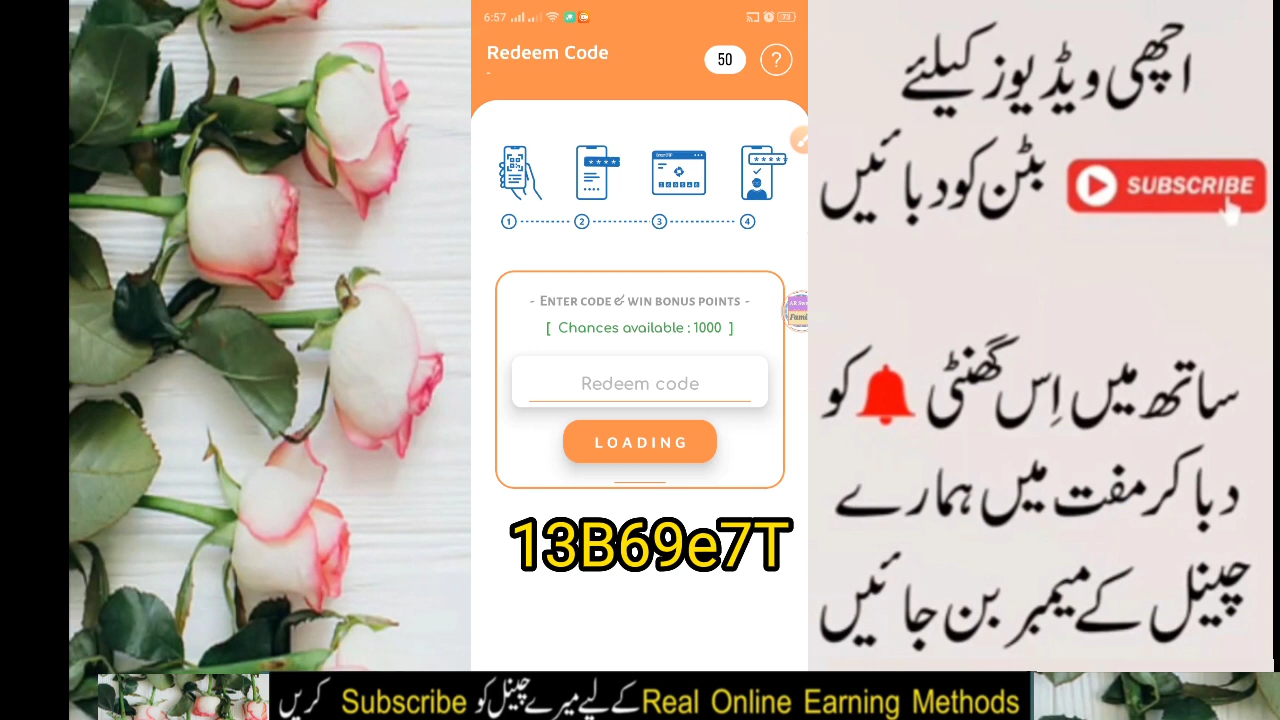 6:57
73
Redeem Code
-
50
?
1 2 3 4
- Enter code & win bonus points -
[ Chances available : 1000 ]
Redeem code
LOADING
13B69e7T
اچھی ویڈیوز کیلئے
بٹن کو دبائیں SUBSCRIBE
ساتھ میں اِس گھنٹی کو
دبا کر مفت میں ہمارے
چینل کے میمبر بن جائیں
Real Online Earning Methods کے لیے میرے چینل کو Subscribe کریں